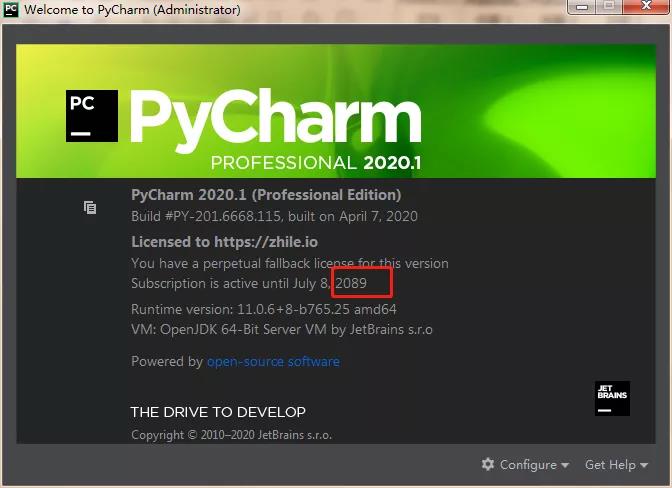 PC Welcome to PyCharm (Administrator)
PC PyCharm
PROFESSIONAL 2020.1
PyCharm 2020.1 (Professional Edition)
Build #PY-201.6668.115, built on April 7, 2020
Licensed to https://zhile.io
You have a perpetual fallback license for this version
Subscription is active until July 8, 2089
Runtime version: 11.0.6+8-b765.25 amd64
VM: OpenJDK 64-Bit Server VM by JetBrains s.r.o
Powered by open-source software
JET
BRAINS
THE DRIVE TO DEVELOP
Copyright © 2010–2020 JetBrains s.r.o.
Configure Get Help